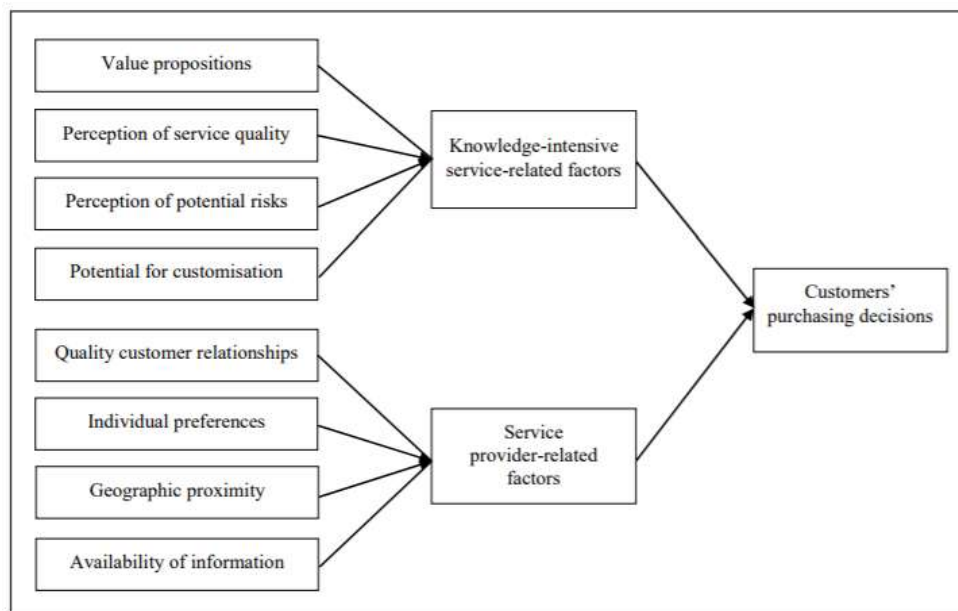 Value propositions
Perception of service quality
Perception of potential risks
Potential for customisation
Quality customer relationships
Individual preferences
Geographic proximity
Availability of information
Knowledge-intensive
service-related factors
Service
provider-related
factors
Customers’
purchasing decisions